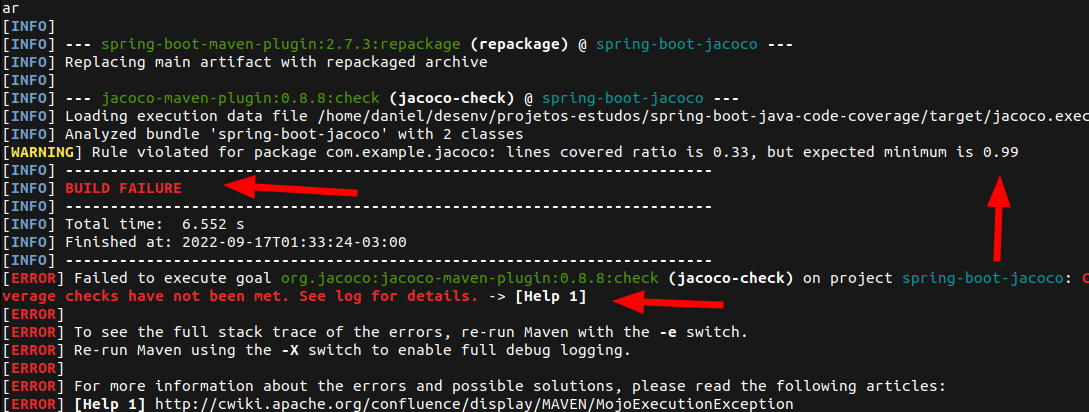 ar
[INFO]
[INFO] --- spring-boot-maven-plugin:2.7.3:repackage (repackage) @ spring-boot-jacoco ---
[INFO] Replacing main artifact with repackaged archive
[INFO]
[INFO] --- jacoco-maven-plugin:0.8.8:check (jacoco-check) @ spring-boot-jacoco ---
[INFO] Loading execution data file /home/daniel/desenv/projetos-estudos/spring-boot-java-code-coverage/target/jacoco.exec
[INFO] Analyzed bundle 'spring-boot-jacoco' with 2 classes
[WARNING] Rule violated for package com.example.jacoco: lines covered ratio is 0.33, but expected minimum is 0.99
[INFO] ------------------------------------------------------------------------
[INFO] BUILD FAILURE
[INFO] ------------------------------------------------------------------------
[INFO] Total time:  6.552 s
[INFO] Finished at: 2022-09-17T01:33:24-03:00
[INFO] ------------------------------------------------------------------------
[ERROR] Failed to execute goal org.jacoco:jacoco-maven-plugin:0.8.8:check (jacoco-check) on project spring-boot-jacoco: C
verage checks have not been met. See log for details. -> [Help 1]
[ERROR]
[ERROR] To see the full stack trace of the errors, re-run Maven with the -e switch.
[ERROR] Re-run Maven using the -X switch to enable full debug logging.
[ERROR]
[ERROR] For more information about the errors and possible solutions, please read the following articles:
[ERROR] [Help 1] http://cwiki.apache.org/confluence/display/MAVEN/MojoExecutionException